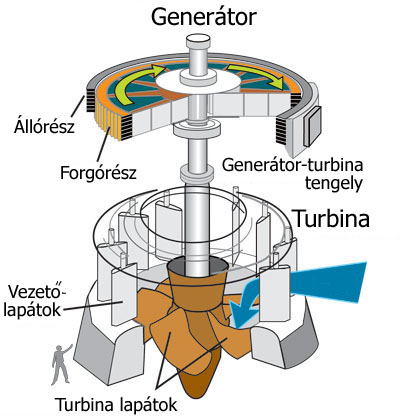 Generátor
Állórész
Forgórész
Generátor-turbina
tengely
Turbina
Vezető-
lapátok
Turbina lapátok